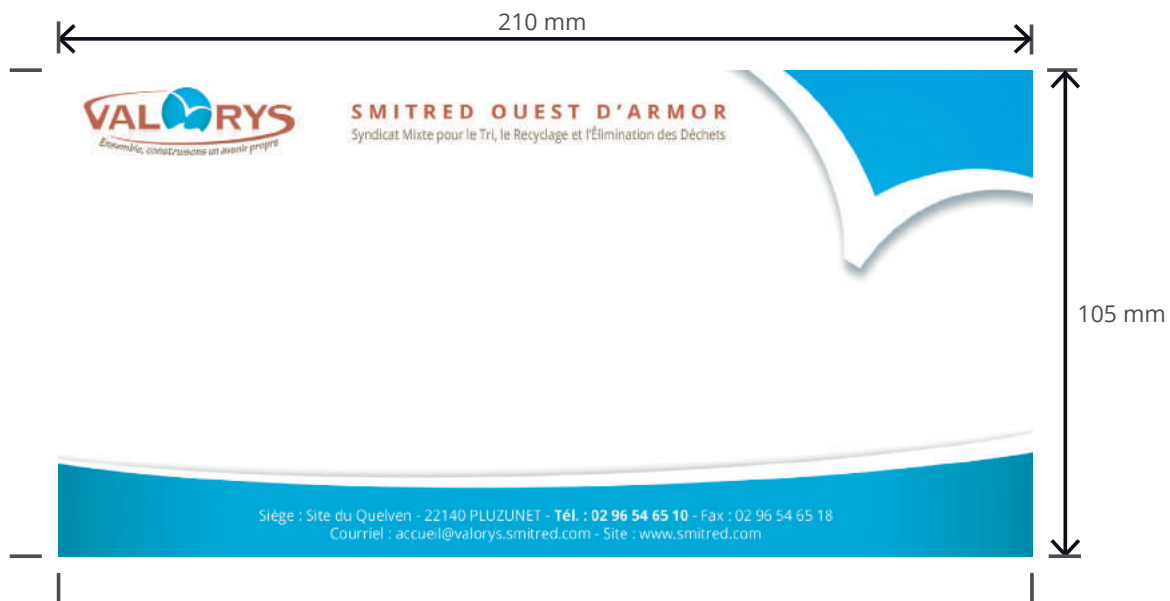 210 mm
VALORYS
Ensemble, construisons un avenir propre
SMITRED OUEST D'ARMOR
Syndicat Mixte pour le Tri, le Recyclage et l'Élimination des Déchets
105 mm
Siège : Site du Quelven - 22140 PLUZUNET - Tél. : 02 96 54 65 10 - Fax : 02 96 54 65 18
Courriel : accueil@valorys.smitred.com - Site : www.smitred.com